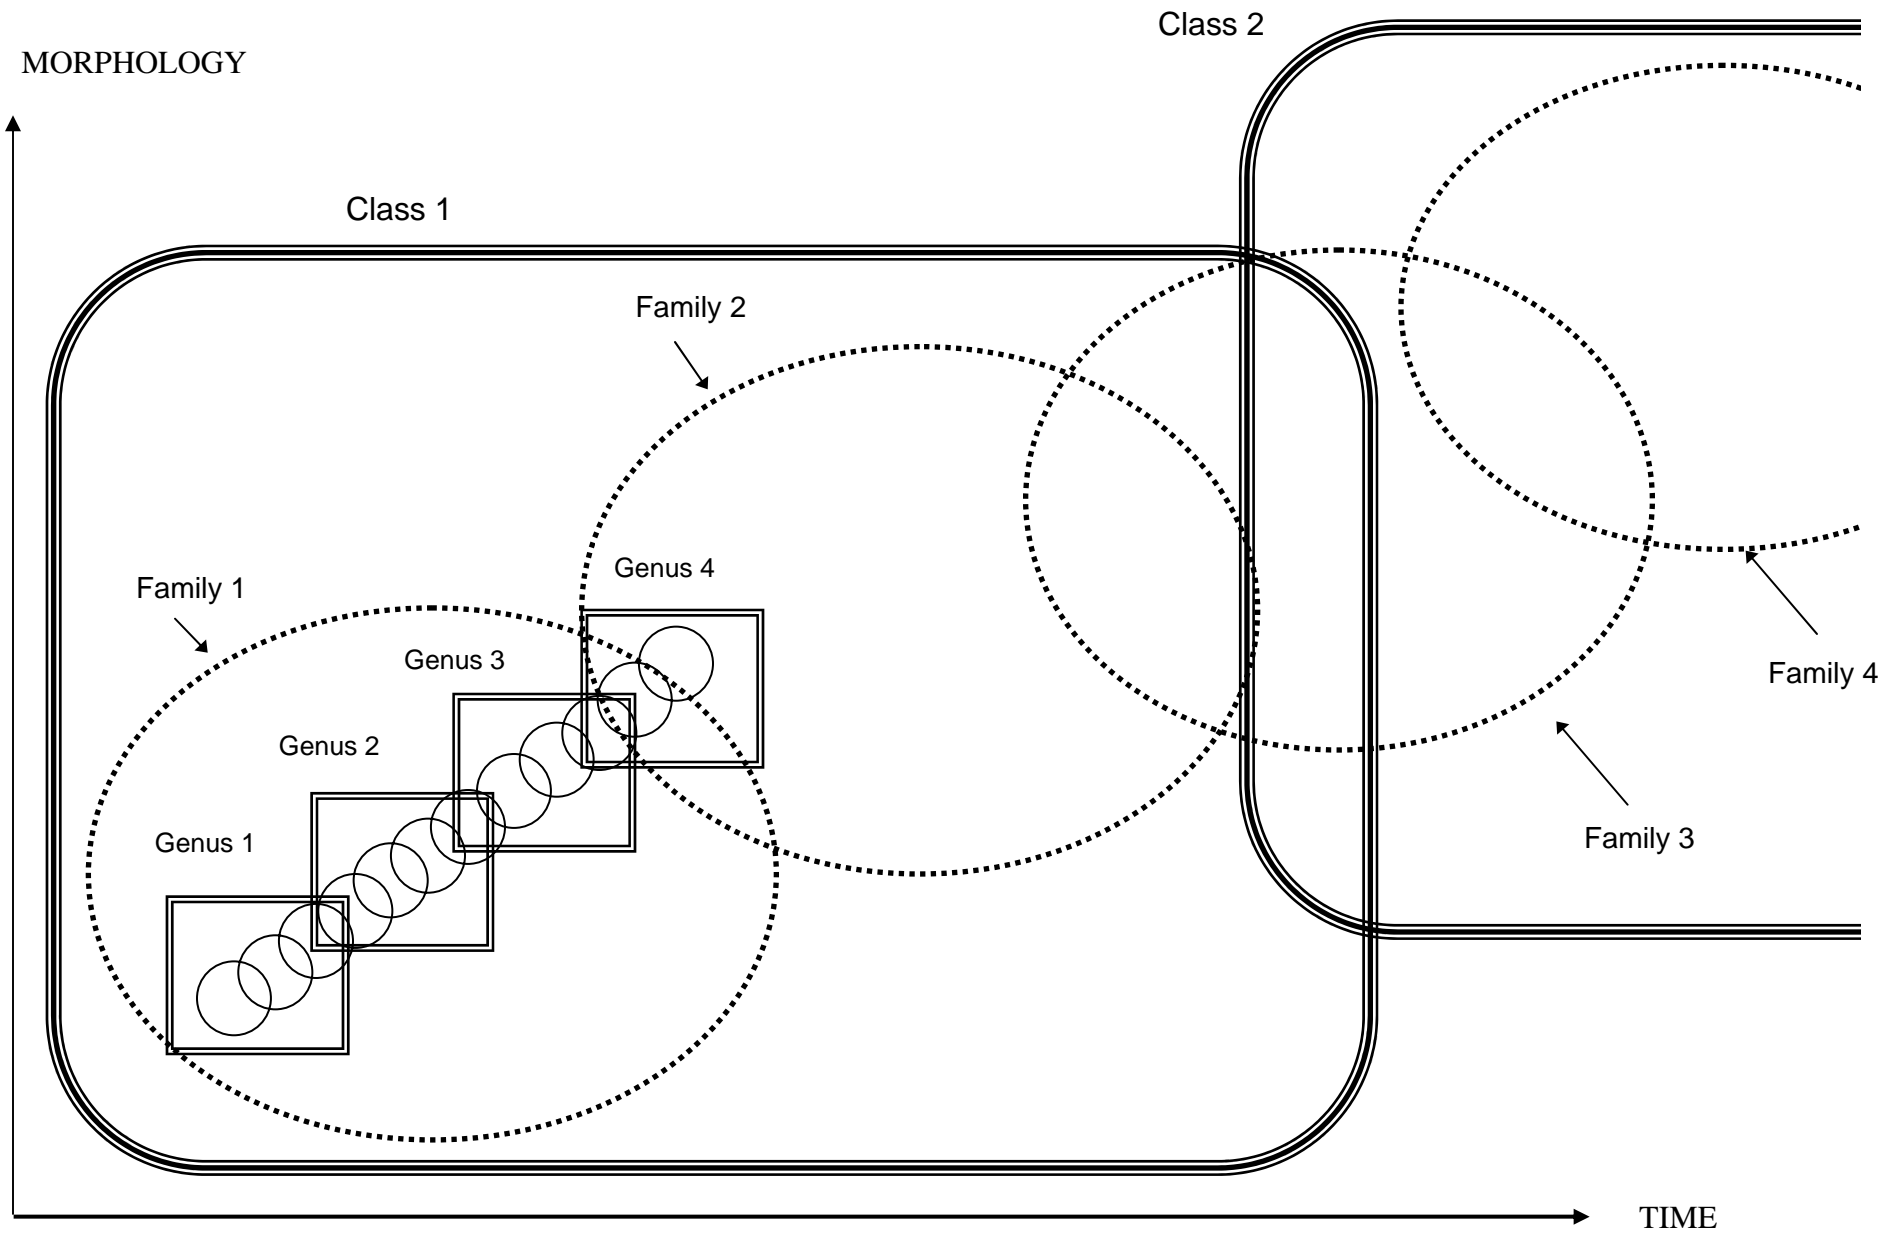 Class 2
MORPHOLOGY
Class 1
Family 2
Genus 4
Family 1
Genus 3
Family 4
Genus 2
Family 3
Genus 1
TIME